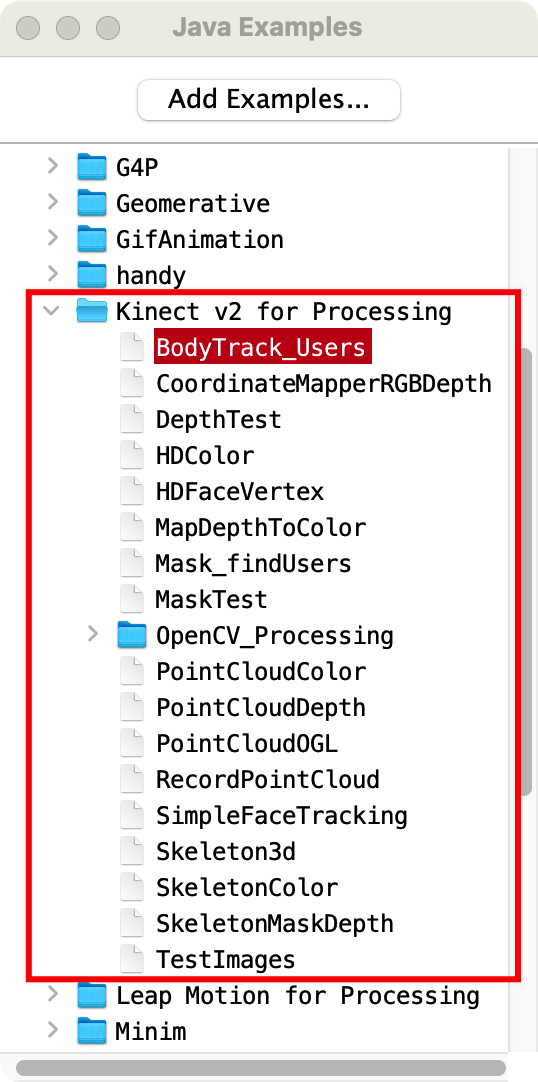 Java Examples
Add Examples...
G4P
Geomerative
GifAnimation
handy
Kinect v2 for Processing
BodyTrack_Users
CoordinateMapperRGBDepth
DepthTest
HDColor
HDFaceVertex
MapDepthToColor
Mask_findUsers
MaskTest
OpenCV_Processing
PointCloudColor
PointCloudDepth
PointCloudOGL
RecordPointCloud
SimpleFaceTracking
Skeleton3d
SkeletonColor
SkeletonMaskDepth
TestImages
Leap Motion for Processing
Minim